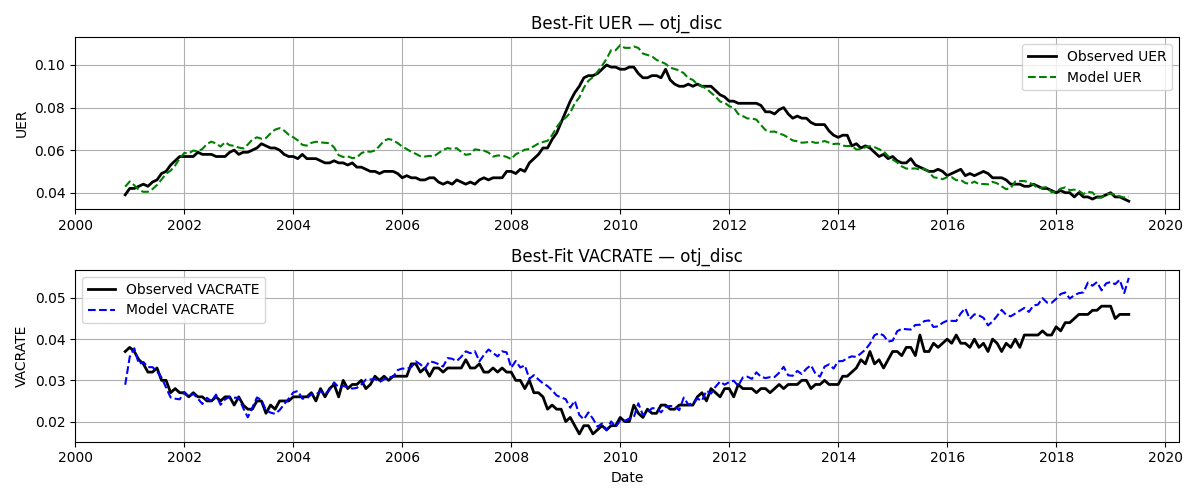 Best-Fit UER — otj_disc
UER
0.10
0.08
0.06
0.04
Observed UER
Model UER
2000 2002 2004 2006 2008 2010 2012 2014 2016 2018 2020
Best-Fit VACRATE — otj_disc
VACRATE
0.05
0.04
0.03
0.02
Observed VACRATE
Model VACRATE
2000 2002 2004 2006 2008 2010 2012 2014 2016 2018 2020
Date